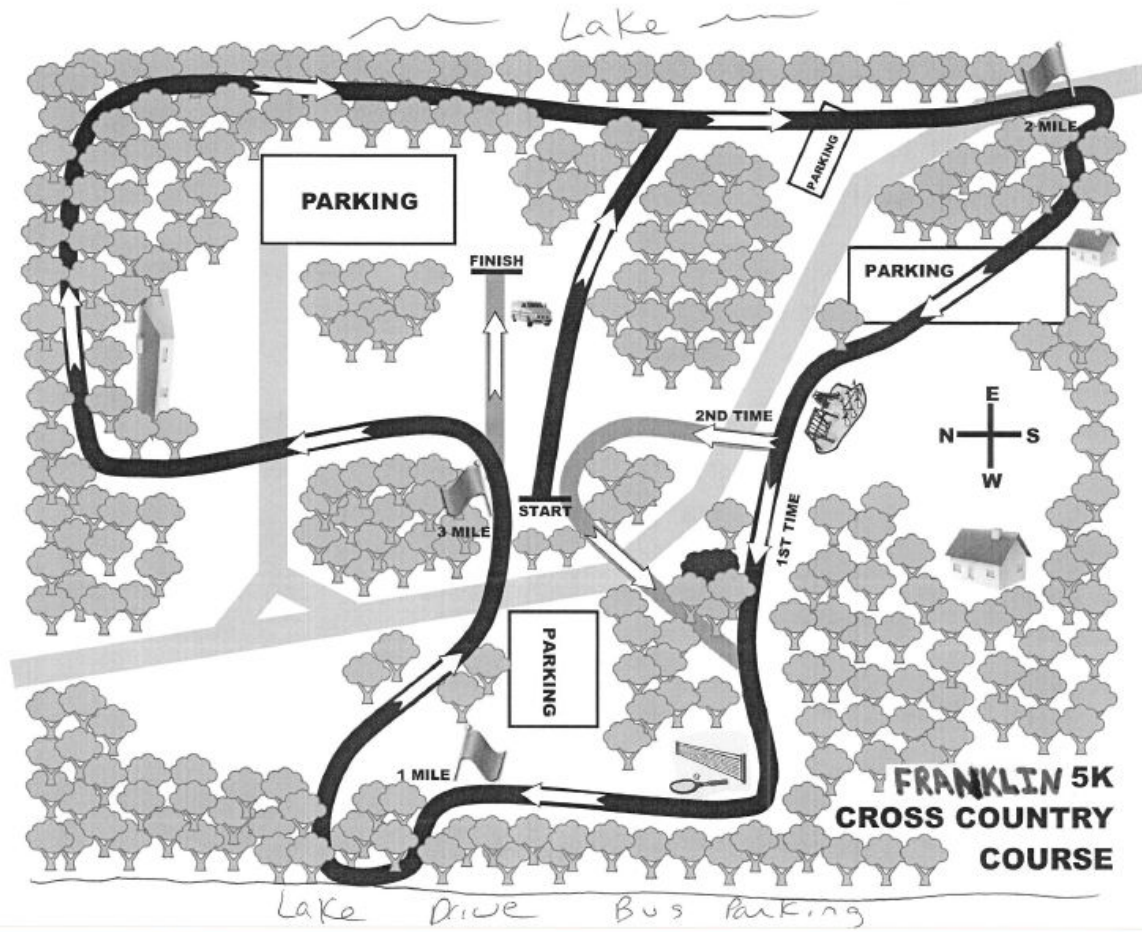 Lake
2 MILE
PARKING
PARKING
FINISH
PARKING
2ND TIME
E
N S
W
START
3 MILE
1ST TIME
PARKING
1 MILE
FRANKLIN 5K
CROSS COUNTRY
COURSE
Lake Drive Bus Parking